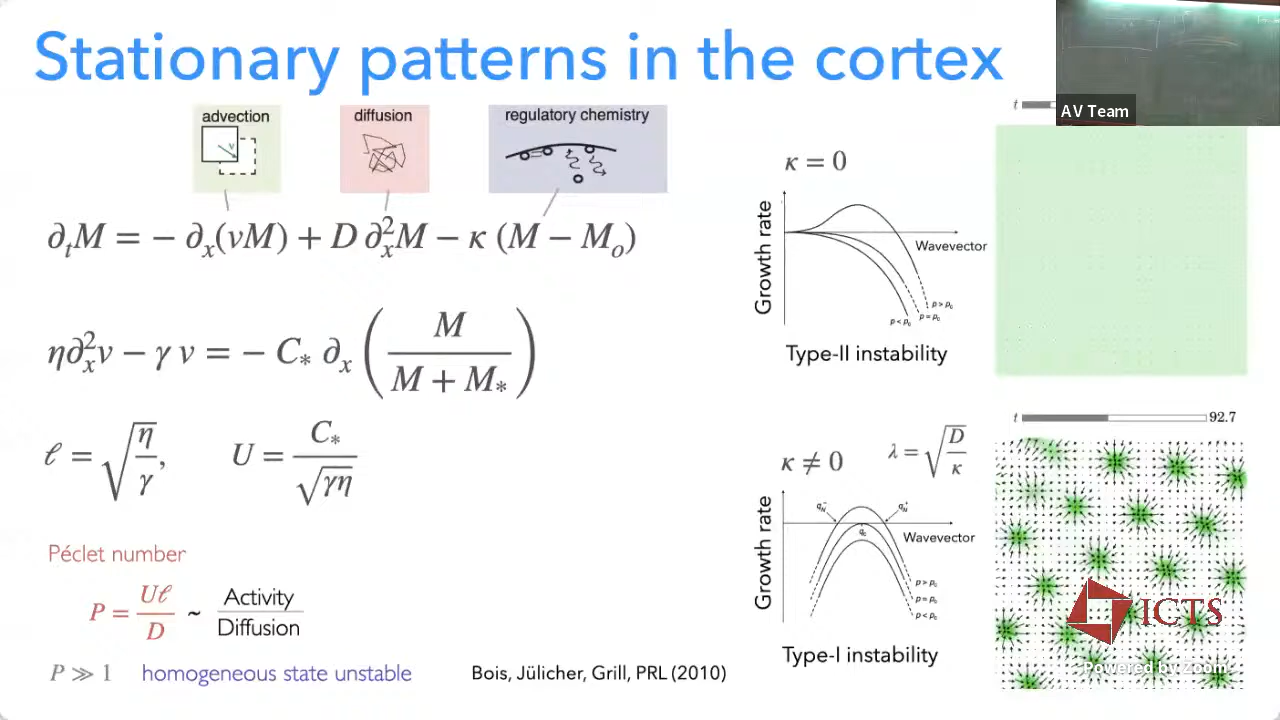 Stationary patterns in the cortex
AV Team
advection
diffusion
regulatory chemistry
v
∂ₜM = − ∂ₓ(vM) + D ∂ₓ²M − κ (M − Mₒ)
η∂ₓ²v − γ v = − C* ∂ₓ ( M / (M + M*) )
ℓ = √(η/γ), U = C* / √(γη)
Péclet number
P = Uℓ / D ~ Activity / Diffusion
P ≫ 1 homogeneous state unstable
Bois, Jülicher, Grill, PRL (2010)
κ = 0
Growth rate
Wavevector
p > p₀
p = p₀
p < p₀
Type-II instability
κ ≠ 0 λ = √(D/κ)
Growth rate
Wavevector
p > p₀
p = p₀
p < p₀
Type-I instability
t
t 92.7
ICTS
Powered by Zoom